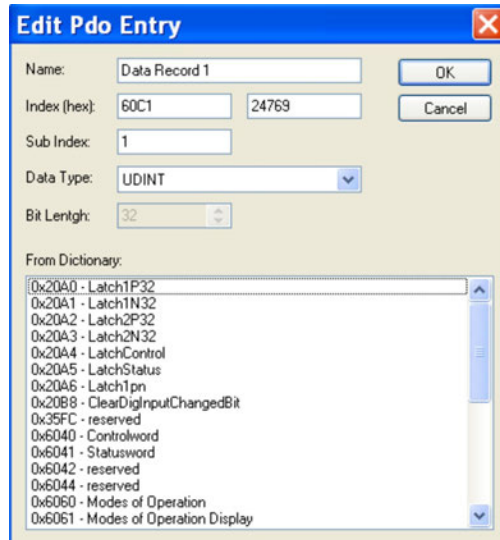 Edit Pdo Entry
Name: Data Record 1 OK
Index (hex): 60C1 24769 Cancel
Sub Index: 1
Data Type: UDINT
Bit Lentgh: 32
From Dictionary:
0x20A0 - Latch1P32
0x20A1 - Latch1N32
0x20A2 - Latch2P32
0x20A3 - Latch2N32
0x20A4 - LatchControl
0x20A5 - LatchStatus
0x20A6 - Latch1pn
0x20B8 - ClearDigInputChangedBit
0x35FC - reserved
0x6040 - Controlword
0x6041 - Statusword
0x6042 - reserved
0x6044 - reserved
0x6060 - Modes of Operation
0x6061 - Modes of Operation Display